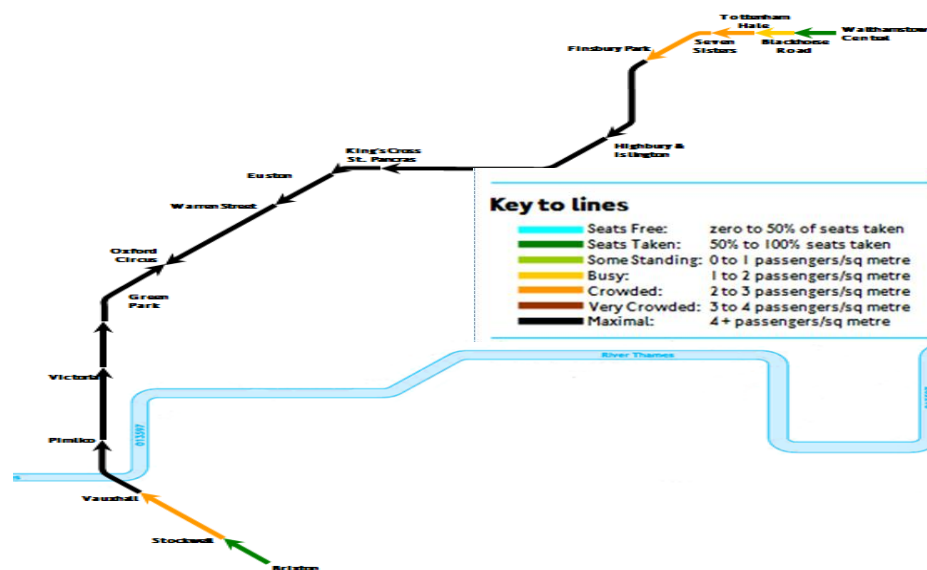 Tottenham
Hale
Walthamstow
Central
Finsbury Park
Seven
Sisters
Blackhorse
Road
Highbury &
Islington
King's Cross
St. Pancras
Euston
Warren Street
Oxford
Circus
Green
Park
Victoria
Pimlico
Vauxhall
Stockwell
Brixton
River Thames
Key to lines
Seats Free: zero to 50% of seats taken
Seats Taken: 50% to 100% seats taken
Some Standing: 0 to 1 passengers/sq metre
Busy: 1 to 2 passengers/sq metre
Crowded: 2 to 3 passengers/sq metre
Very Crowded: 3 to 4 passengers/sq metre
Maximal: 4+ passengers/sq metre